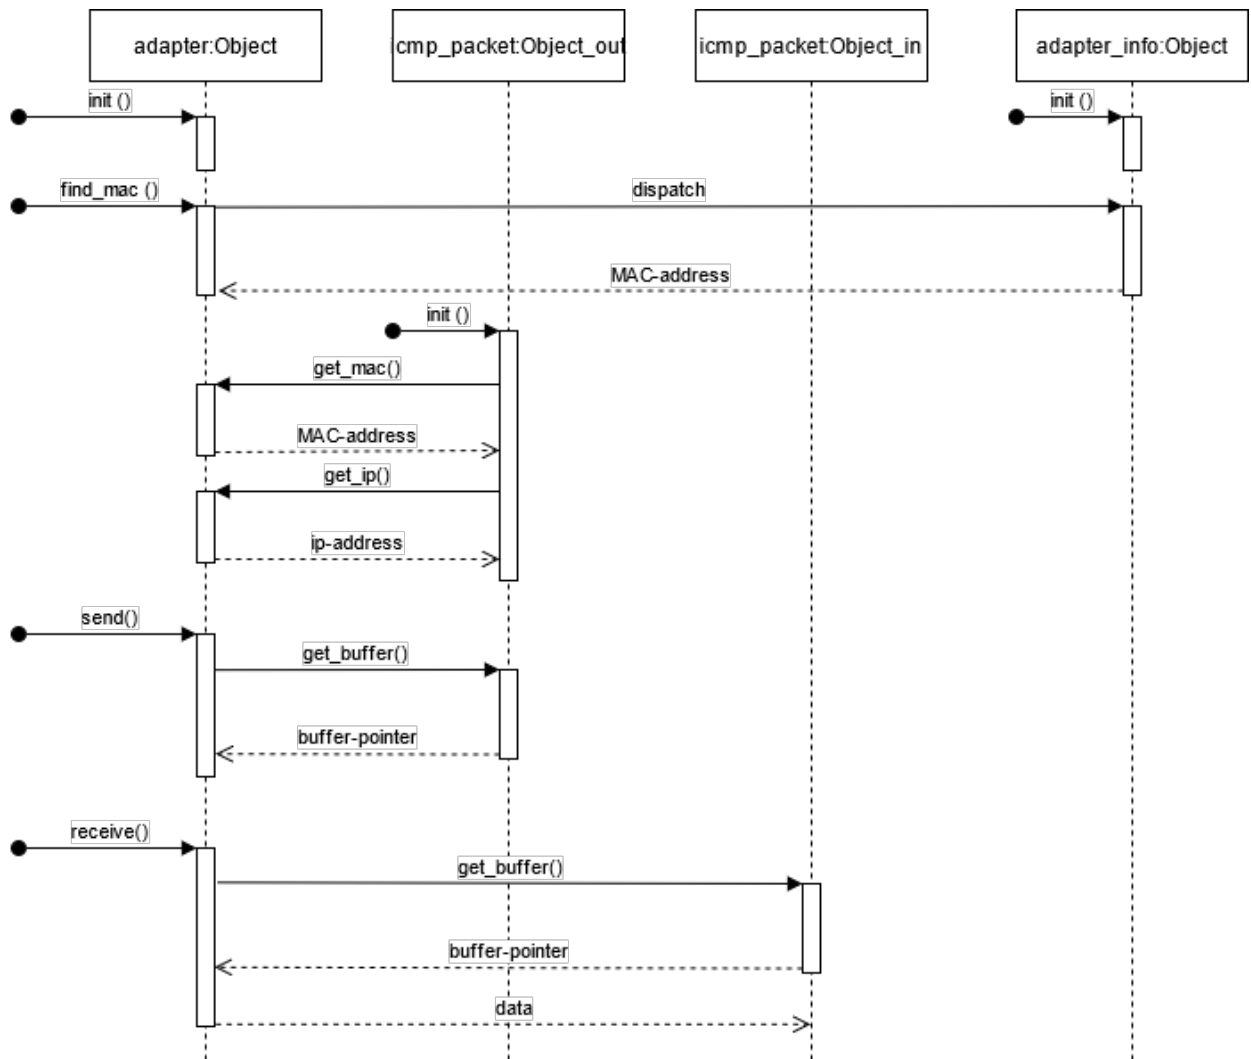 adapter:Object
icmp_packet:Object_out
icmp_packet:Object_in
adapter_info:Object
init ()
init ()
find_mac ()
dispatch
MAC-address
init ()
get_mac()
MAC-address
get_ip()
ip-address
send()
get_buffer()
buffer-pointer
receive()
get_buffer()
buffer-pointer
data